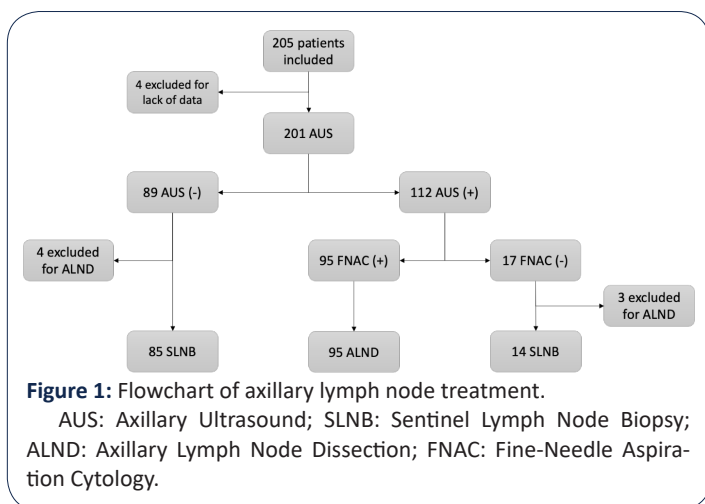 205 patients
included
4 excluded for
lack of data
201 AUS
89 AUS (-)
112 AUS (+)
4 excluded
for ALND
95 FNAC (+)
17 FNAC (-)
3 excluded
for ALND
85 SLNB
95 ALND
14 SLNB
Figure 1: Flowchart of axillary lymph node treatment.
AUS: Axillary Ultrasound; SLNB: Sentinel Lymph Node Biopsy;
ALND: Axillary Lymph Node Dissection; FNAC: Fine-Needle Aspira-
tion Cytology.